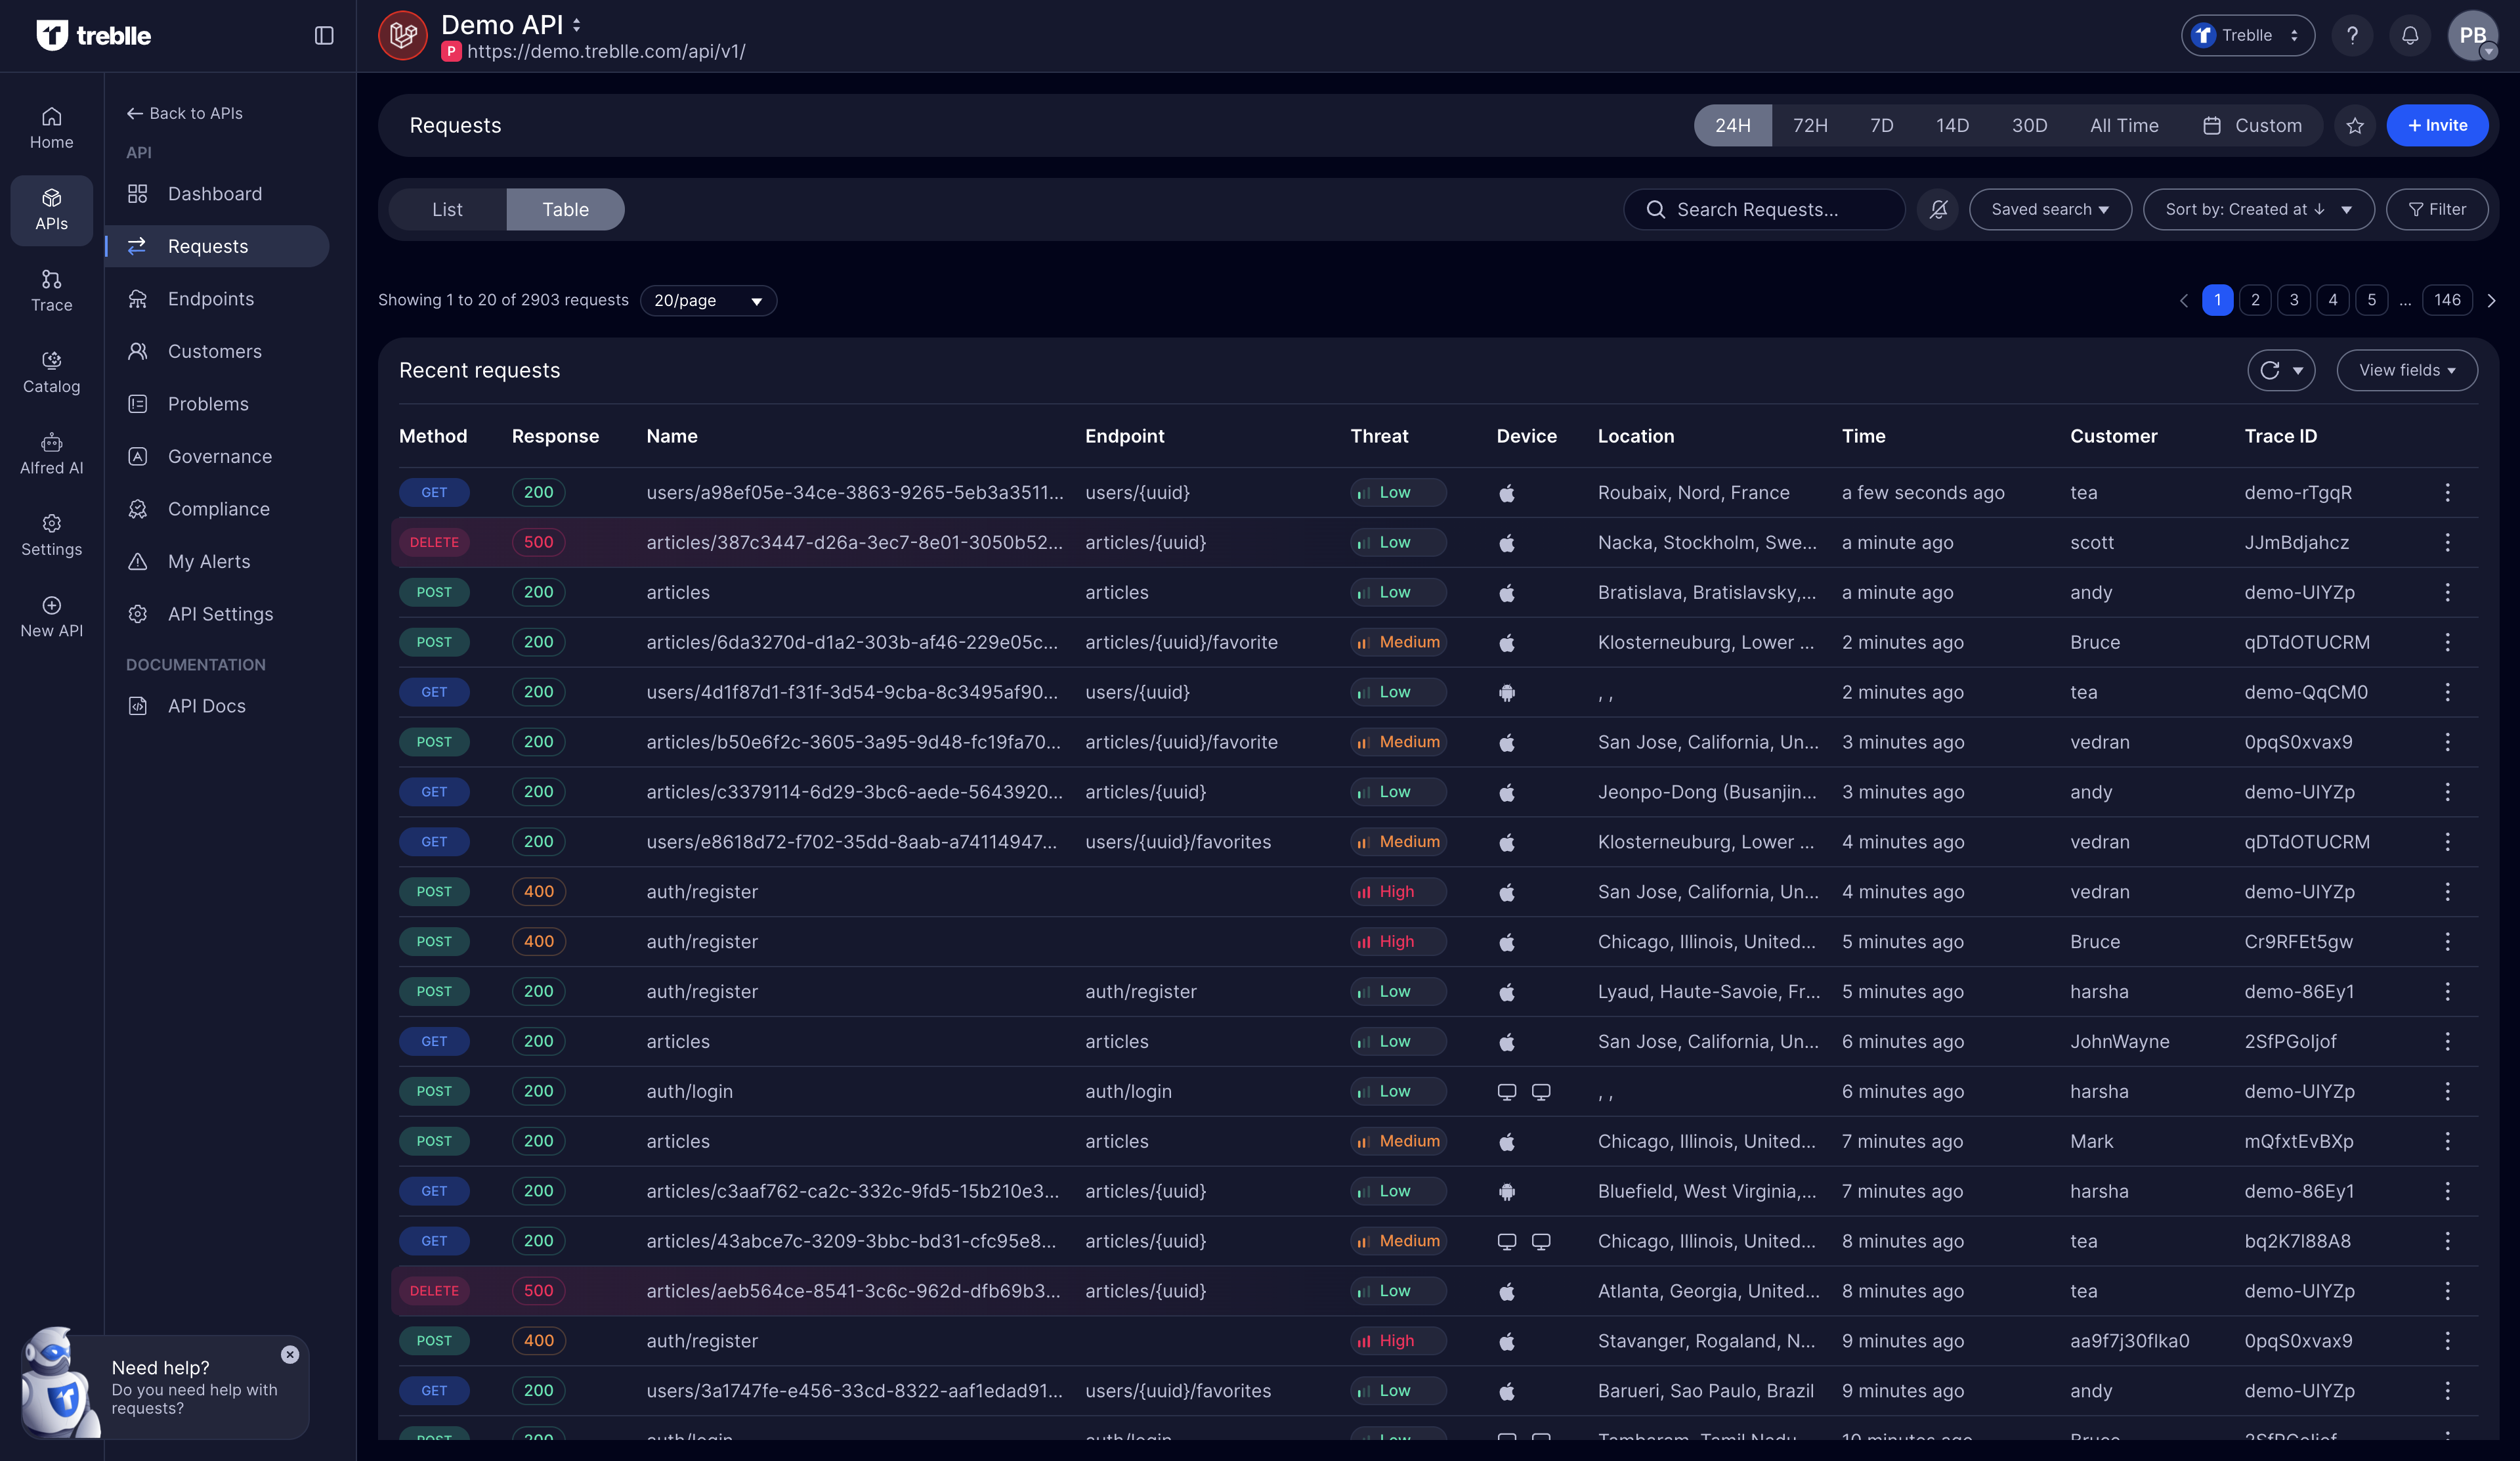 treblle
Demo API
P https://demo.treblle.com/api/v1/
Treblle
?
PB
Home
APIs
Trace
Catalog
Alfred AI
Settings
New API
Back to APIs
API
Dashboard
Requests
Endpoints
Customers
Problems
Governance
Compliance
My Alerts
API Settings
DOCUMENTATION
API Docs
Need help?
Do you need help with
requests?
Requests
24H 72H 7D 14D 30D All Time Custom + Invite
List Table Search Requests... Saved search Sort by: Created at ↓ Filter
Showing 1 to 20 of 2903 requests 20/page 1 2 3 4 5 ... 146
Recent requests View fields
Method Response Name Endpoint Threat Device Location Time Customer Trace ID
GET 200 users/a98ef05e-34ce-3863-9265-5eb3a3511... users/{uuid} Low Roubaix, Nord, France a few seconds ago tea demo-rTgqR
DELETE 500 articles/387c3447-d26a-3ec7-8e01-3050b52... articles/{uuid} Low Nacka, Stockholm, Swe... a minute ago scott JJmBdjahcz
POST 200 articles articles Low Bratislava, Bratislavsky,... a minute ago andy demo-UIYZp
POST 200 articles/6da3270d-d1a2-303b-af46-229e05c... articles/{uuid}/favorite Medium Klosterneuburg, Lower ... 2 minutes ago Bruce qDTdOTUCRM
GET 200 users/4d1f87d1-f31f-3d54-9cba-8c3495af90... users/{uuid} Low , , 2 minutes ago tea demo-QqCM0
POST 200 articles/b50e6f2c-3605-3a95-9d48-fc19fa70... articles/{uuid}/favorite Medium San Jose, California, Un... 3 minutes ago vedran 0pqS0xvax9
GET 200 articles/c3379114-6d29-3bc6-aede-5643920... articles/{uuid} Low Jeonpo-Dong (Busanjin... 3 minutes ago andy demo-UIYZp
GET 200 users/e8618d72-f702-35dd-8aab-a74114947... users/{uuid}/favorites Medium Klosterneuburg, Lower ... 4 minutes ago vedran qDTdOTUCRM
POST 400 auth/register High San Jose, California, Un... 4 minutes ago vedran demo-UIYZp
POST 400 auth/register High Chicago, Illinois, United... 5 minutes ago Bruce Cr9RFEt5gw
POST 200 auth/register auth/register Low Lyaud, Haute-Savoie, Fr... 5 minutes ago harsha demo-86Ey1
GET 200 articles articles Low San Jose, California, Un... 6 minutes ago JohnWayne 2SfPGoIjof
POST 200 auth/login auth/login Low , , 6 minutes ago harsha demo-UIYZp
POST 200 articles articles Medium Chicago, Illinois, United... 7 minutes ago Mark mQfxtEvBXp
GET 200 articles/c3aaf762-ca2c-332c-9fd5-15b210e3... articles/{uuid} Low Bluefield, West Virginia,... 7 minutes ago harsha demo-86Ey1
GET 200 articles/43abce7c-3209-3bbc-bd31-cfc95e8... articles/{uuid} Medium Chicago, Illinois, United... 8 minutes ago tea bq2K7I88A8
DELETE 500 articles/aeb564ce-8541-3c6c-962d-dfb69b3... articles/{uuid} Low Atlanta, Georgia, United... 8 minutes ago tea demo-UIYZp
POST 400 auth/register High Stavanger, Rogaland, N... 9 minutes ago aa9f7j30flka0 0pqS0xvax9
GET 200 users/3a1747fe-e456-33cd-8322-aaf1edad91... users/{uuid}/favorites Low Barueri, Sao Paulo, Brazil 9 minutes ago andy demo-UIYZp
POST 200 auth/login auth/login Low Tambaram, Tamil Nadu, 10 minutes ago Bruce 2SfPGoIjof